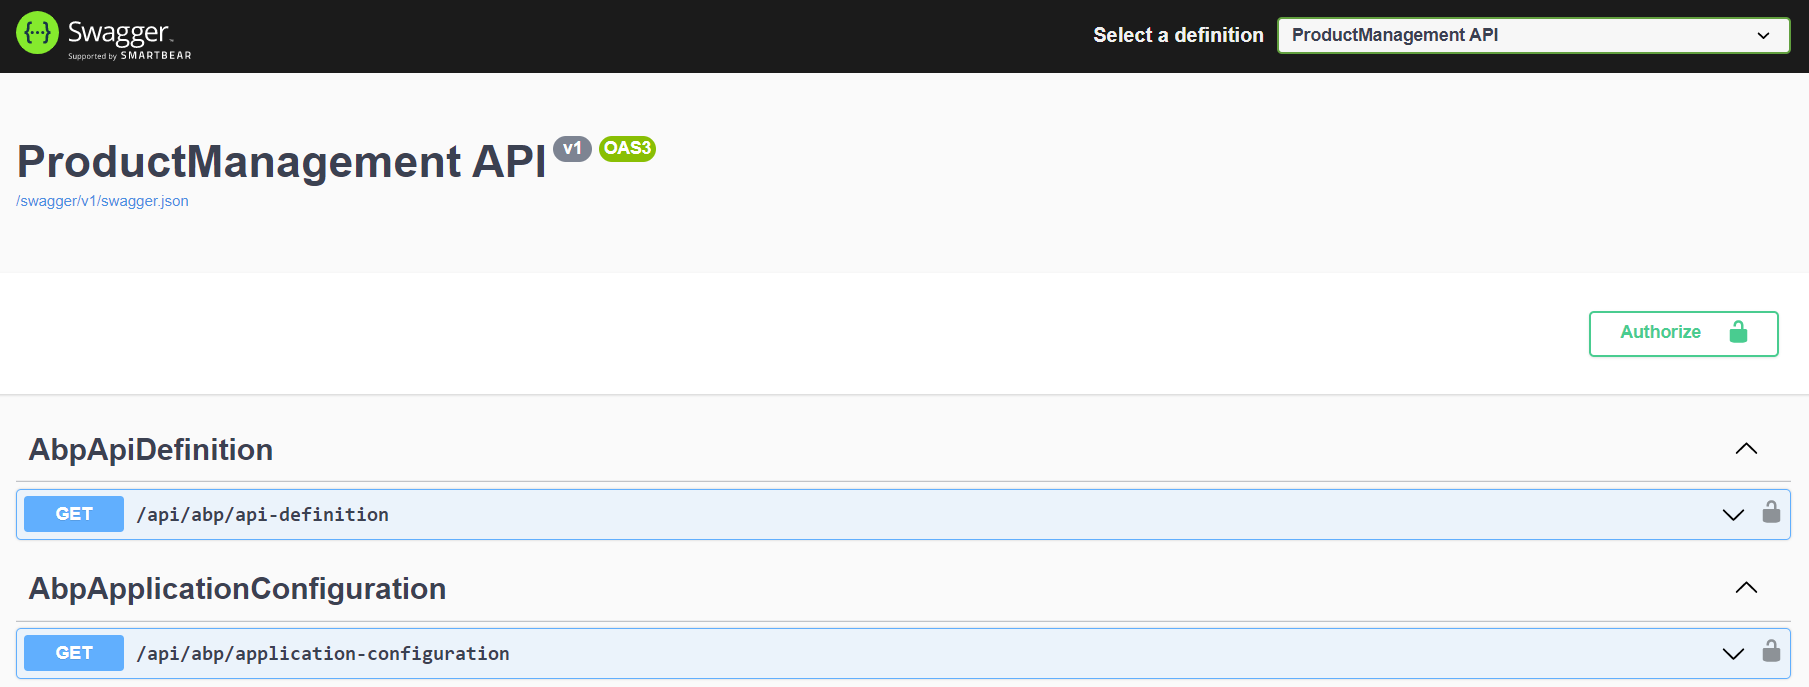 Swagger
Supported by SMARTBEAR
Select a definition
ProductManagement API
ProductManagement API v1 OAS3
/swagger/v1/swagger.json
Authorize
AbpApiDefinition
GET /api/abp/api-definition
AbpApplicationConfiguration
GET /api/abp/application-configuration